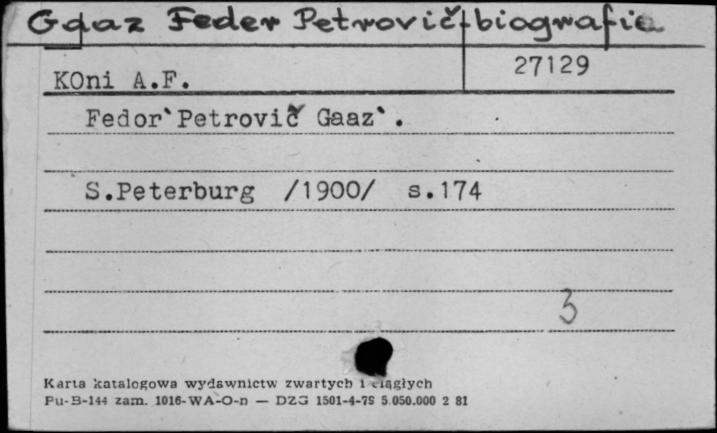 Gaaz Feder Petrovič biografie
27129
KOni A.F.
Fedor`Petrovič Gaaz`.
S.Peterburg /1900/ s.174
3
Karta katalogowa wydawnictw zwartych i ciągłych
Pu-B-144 zam. 1016-WA-O-n — DZG 1501-4-79 5.050.000 2 81